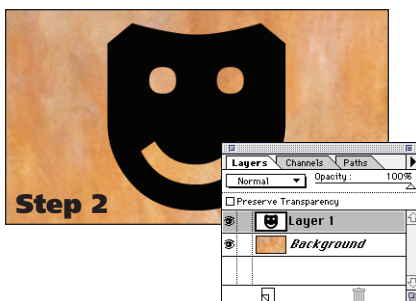 Step 2
Layers Channels Paths
Normal Opacity: 100%
Preserve Transparency
Layer 1
Background